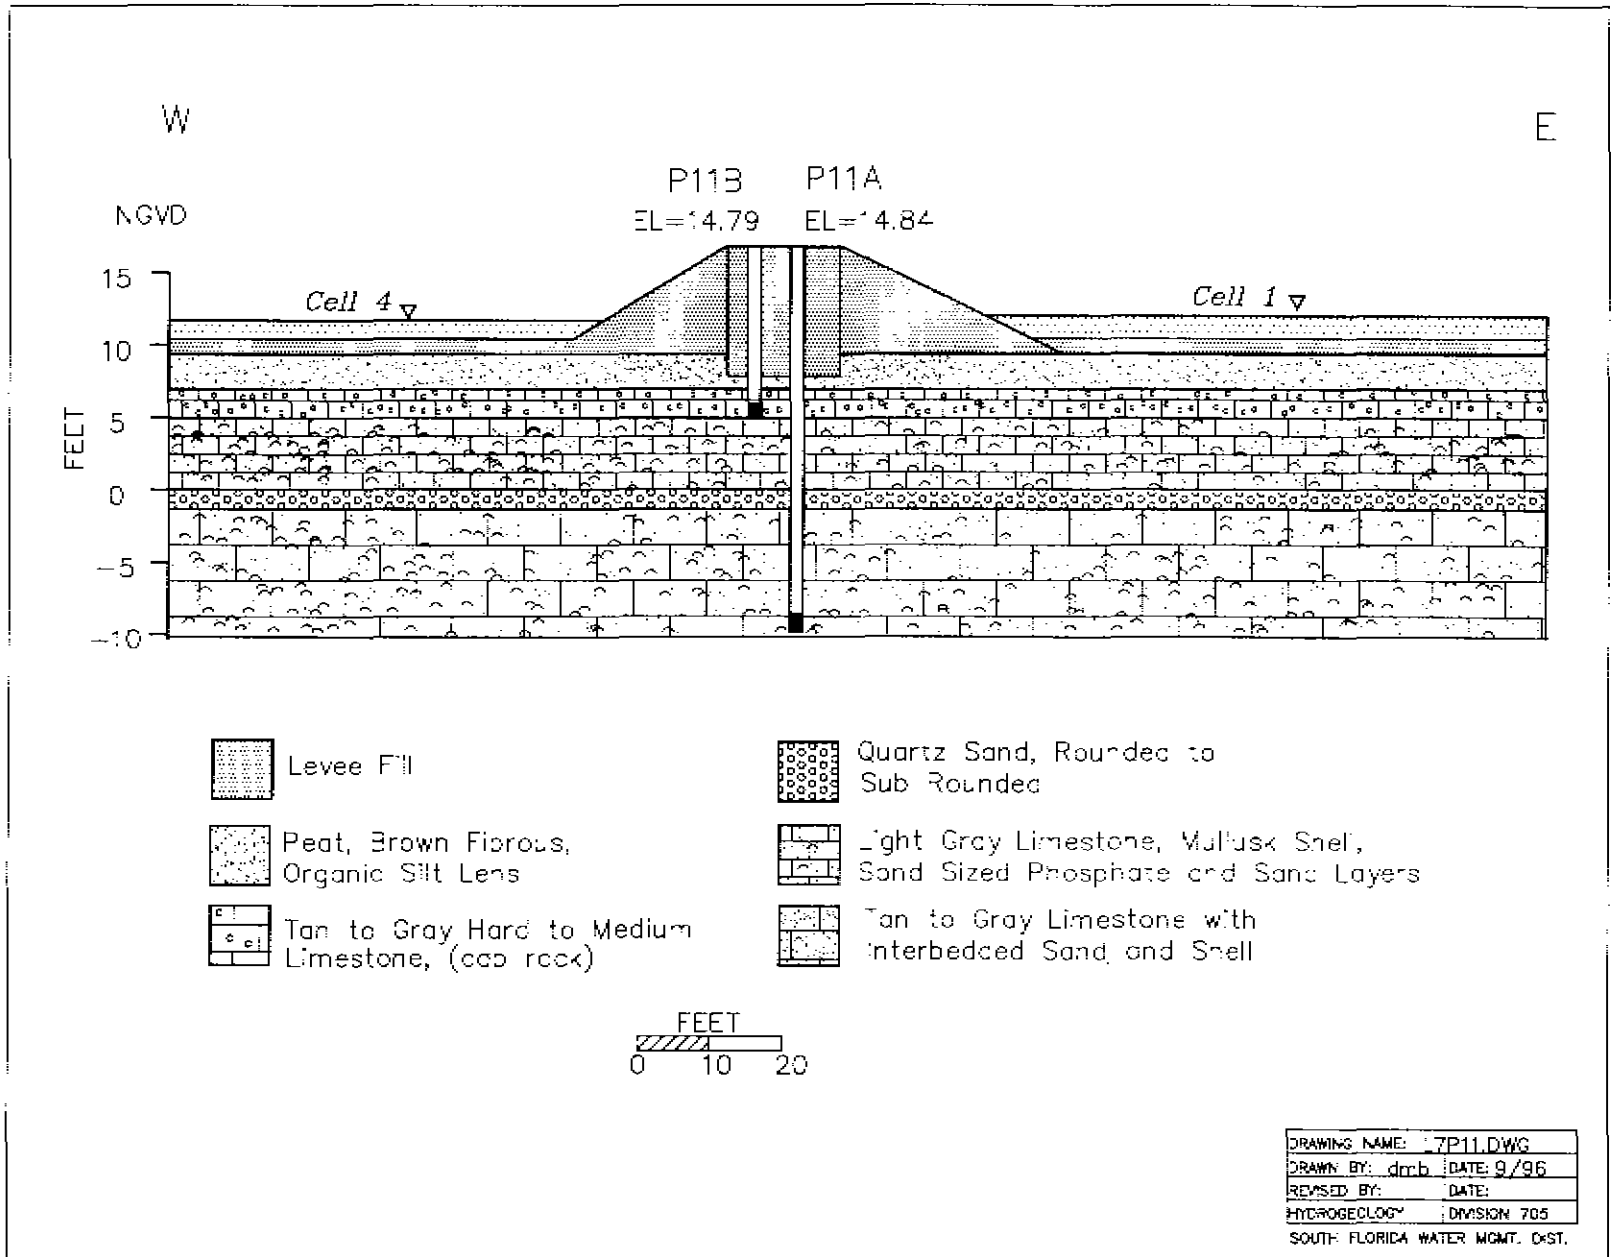 W
E
P11B P11A
NGVD
EL=14.79 EL=14.84
15
Cell 4
Cell 1
10
5
FEET
0
-5
-10
Levee Fill
Quartz Sand, Rounded to
Sub Rounded
Peat, Brown Fibrous,
Organic Silt Lens
Light Gray Limestone, Mullusk Shell,
Sand Sized Phosphate and Sand Layers
Tan to Gray Hard to Medium
Limestone, (cap rock)
Tan to Gray Limestone with
Interbedded Sand and Shell
FEET
0 10 20
DRAWING NAME: 7P11.DWG
DRAWN BY: dmb DATE: 9/96
REVISED BY: DATE:
HYDROGEOLOGY DIVISION 705
SOUTH FLORIDA WATER MGMT. DIST.